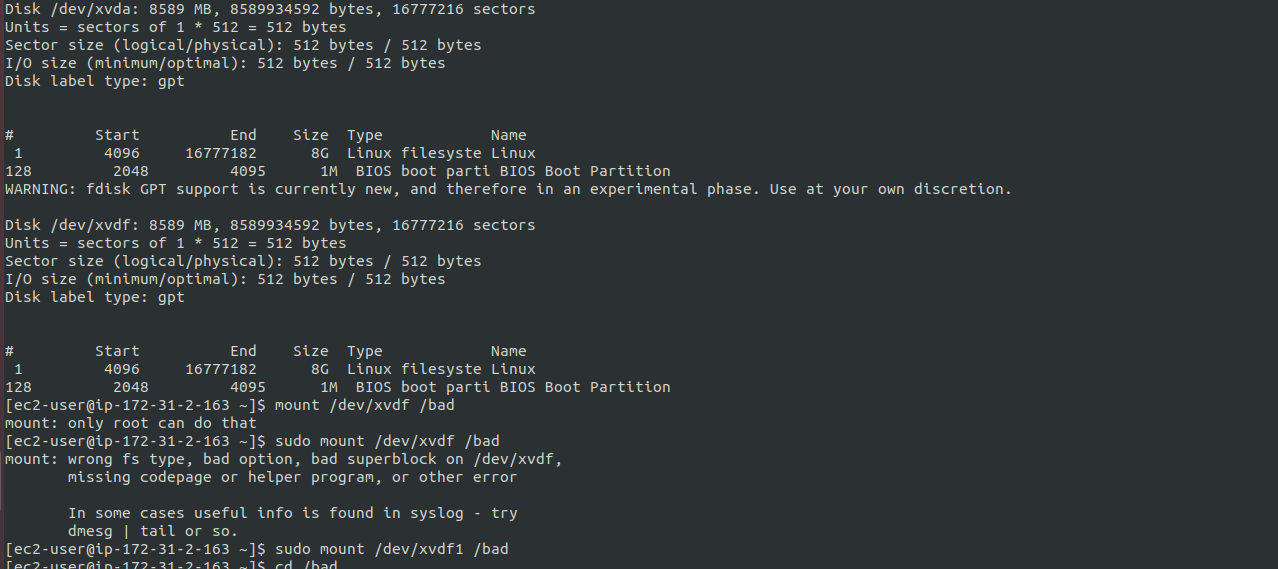 Disk /dev/xvda: 8589 MB, 8589934592 bytes, 16777216 sectors
Units = sectors of 1 * 512 = 512 bytes
Sector size (logical/physical): 512 bytes / 512 bytes
I/O size (minimum/optimal): 512 bytes / 512 bytes
Disk label type: gpt
#         Start          End    Size  Type            Name
 1         4096     16777182      8G  Linux filesyste Linux
128         2048         4095      1M  BIOS boot parti BIOS Boot Partition
WARNING: fdisk GPT support is currently new, and therefore in an experimental phase. Use at your own discretion.
Disk /dev/xvdf: 8589 MB, 8589934592 bytes, 16777216 sectors
Units = sectors of 1 * 512 = 512 bytes
Sector size (logical/physical): 512 bytes / 512 bytes
I/O size (minimum/optimal): 512 bytes / 512 bytes
Disk label type: gpt
#         Start          End    Size  Type            Name
 1         4096     16777182      8G  Linux filesyste Linux
128         2048         4095      1M  BIOS boot parti BIOS Boot Partition
[ec2-user@ip-172-31-2-163 ~]$ mount /dev/xvdf /bad
mount: only root can do that
[ec2-user@ip-172-31-2-163 ~]$ sudo mount /dev/xvdf /bad
mount: wrong fs type, bad option, bad superblock on /dev/xvdf,
       missing codepage or helper program, or other error
       In some cases useful info is found in syslog - try
       dmesg | tail or so.
[ec2-user@ip-172-31-2-163 ~]$ sudo mount /dev/xvdf1 /bad
[ec2-user@ip-172-31-2-163 ~]$ cd /bad